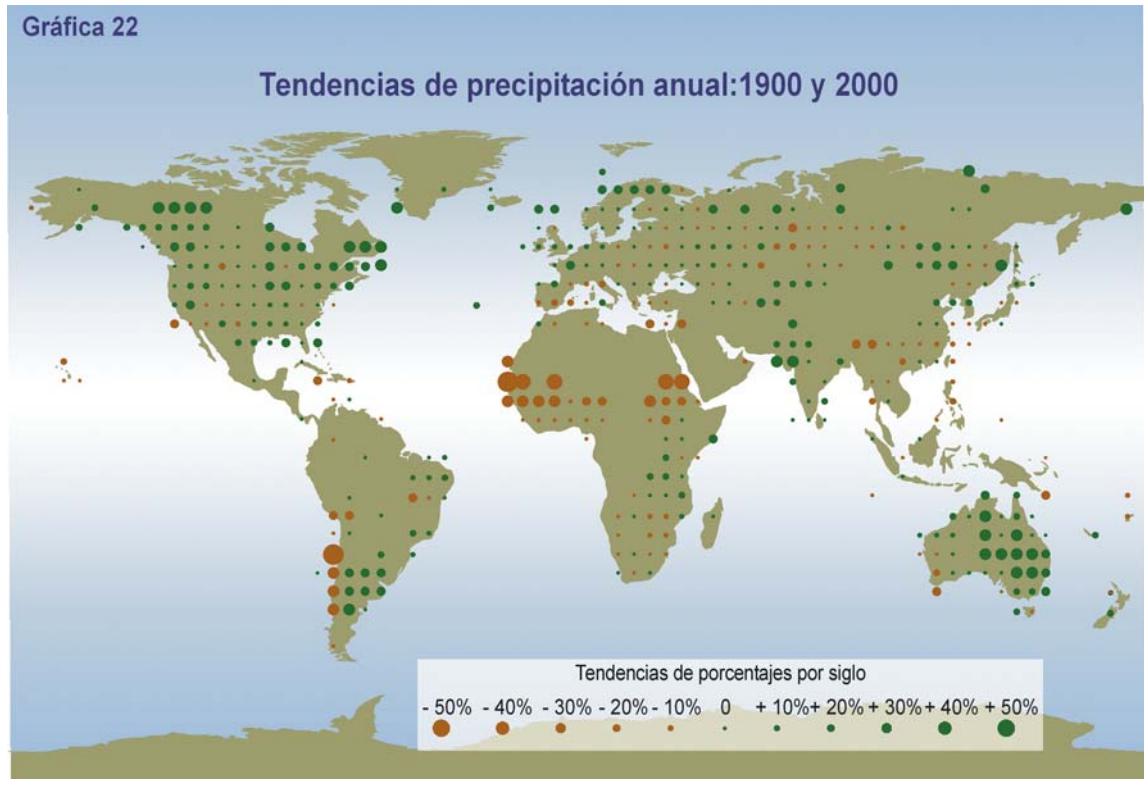 Gráfica 22
Tendencias de precipitación anual:1900 y 2000
Tendencias de porcentajes por siglo
- 50% - 40% - 30% - 20% - 10% 0 + 10%+ 20% + 30% + 40% + 50%